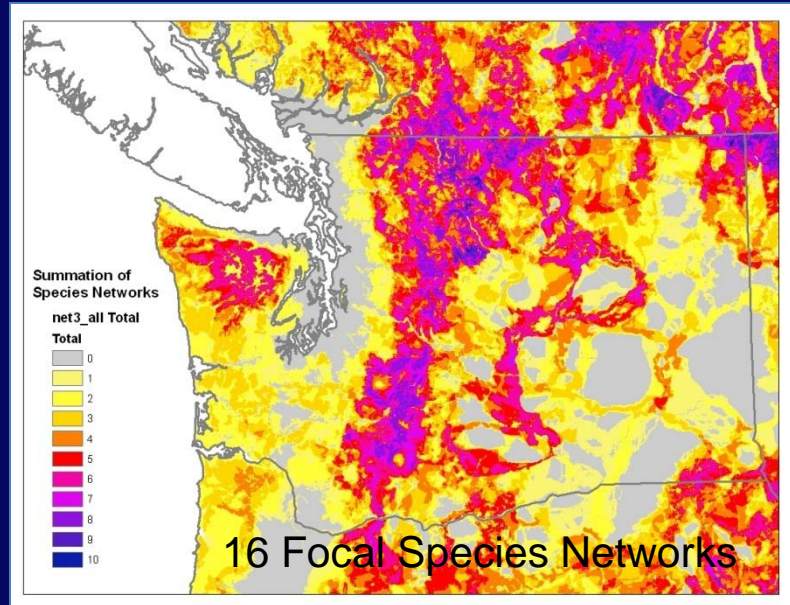 Summation of
Species Networks
net3_all Total
Total
0
1
2
3
4
5
6
7
8
9
10
16 Focal Species Networks